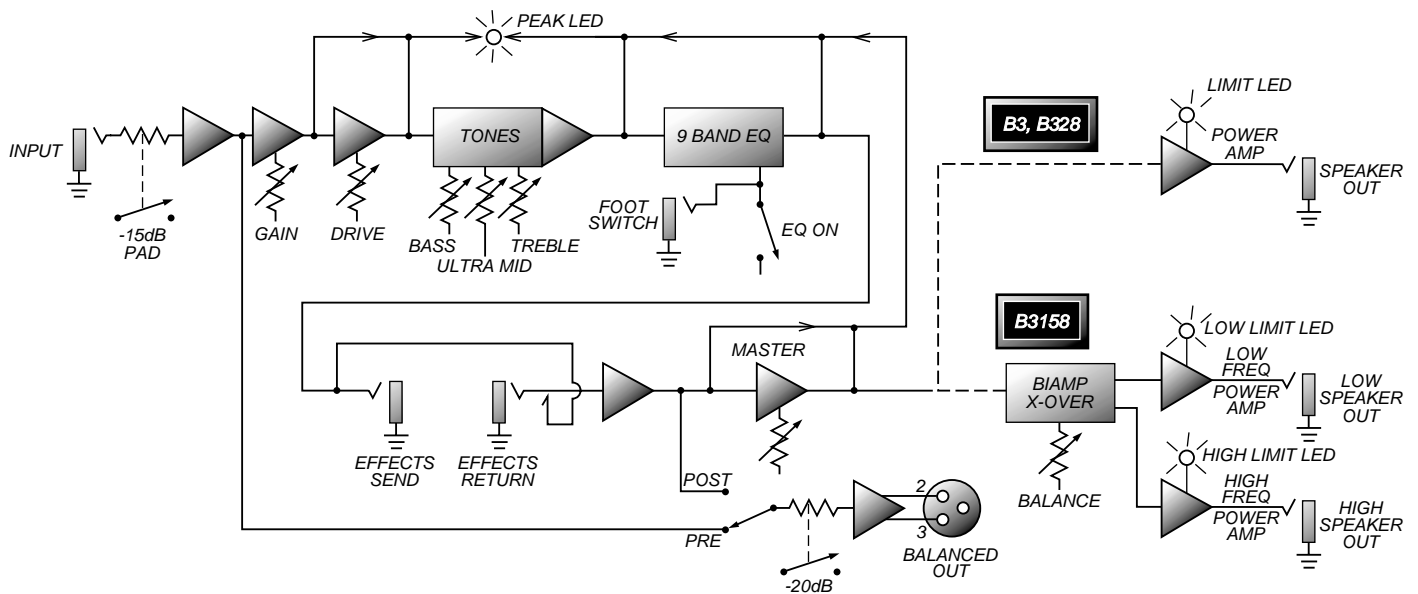 PEAK LED
INPUT
-15dB
PAD
GAIN
DRIVE
TONES
BASS
ULTRA MID
TREBLE
9 BAND EQ
FOOT
SWITCH
EQ ON
B3, B328
LIMIT LED
POWER
AMP
SPEAKER
OUT
EFFECTS
SEND
EFFECTS
RETURN
MASTER
POST
PRE
-20dB
2
3
BALANCED
OUT
B3158
BIAMP
X-OVER
BALANCE
LOW LIMIT LED
LOW
FREQ
POWER
AMP
LOW
SPEAKER
OUT
HIGH LIMIT LED
HIGH
FREQ
POWER
AMP
HIGH
SPEAKER
OUT